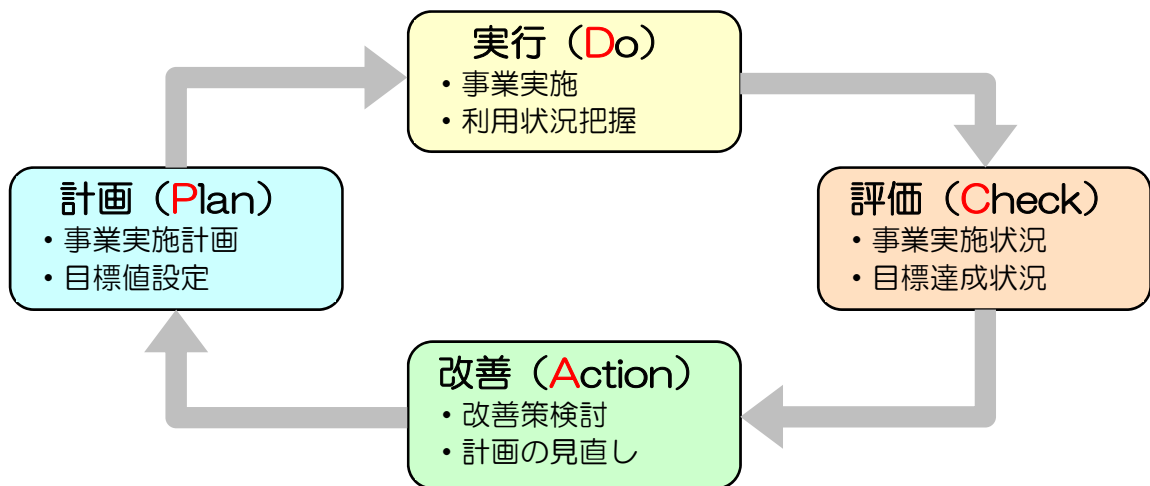 実行（Do）
・事業実施
・利用状況把握
計画（Plan）
・事業実施計画
・目標値設定
評価（Check）
・事業実施状況
・目標達成状況
改善（Action）
・改善策検討
・計画の見直し